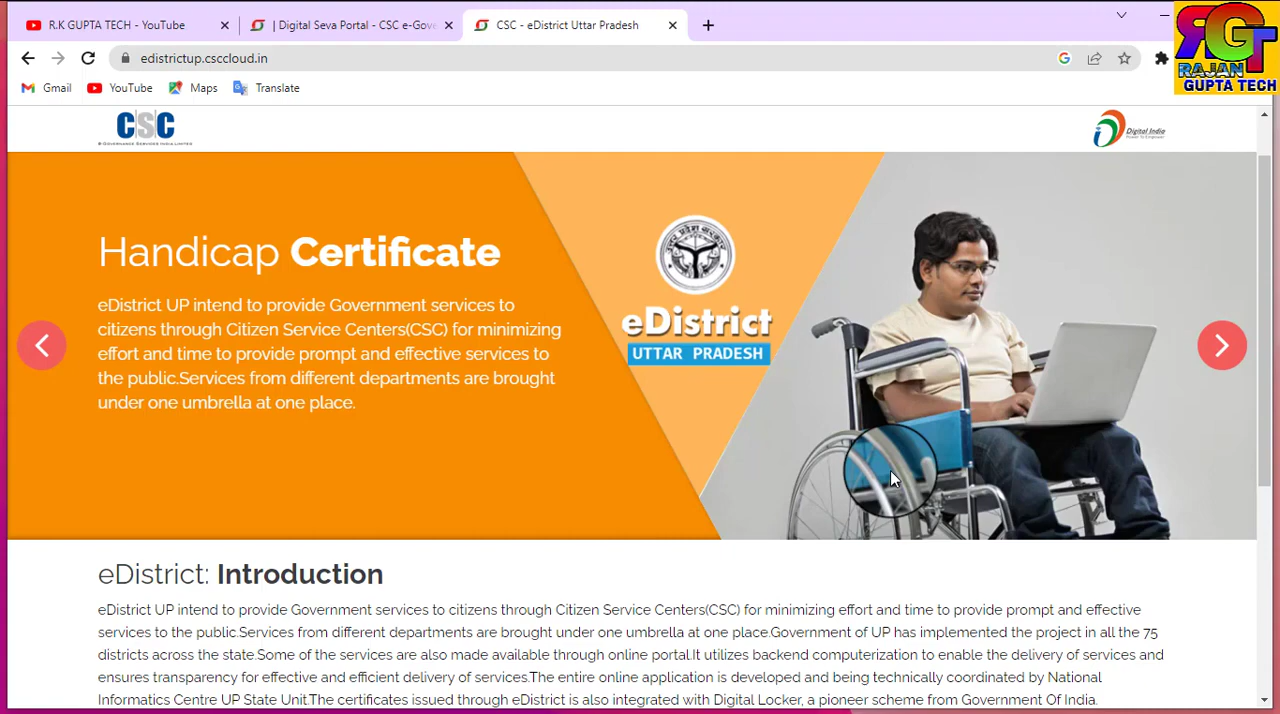 R.K GUPTA TECH - YouTube
| Digital Seva Portal - CSC e-Gove
CSC - eDistrict Uttar Pradesh
edistrictup.csccloud.in
Gmail
YouTube
Maps
Translate
RGT
RAJAN
GUPTA TECH
CSC
E-GOVERNANCE SERVICES INDIA LIMITED
Digital India
Power To Empower
Handicap Certificate
eDistrict UP intend to provide Government services to
citizens through Citizen Service Centers(CSC) for minimizing
effort and time to provide prompt and effective services to
the public.Services from different departments are brought
under one umbrella at one place.
eDistrict
UTTAR PRADESH
eDistrict: Introduction
eDistrict UP intend to provide Government services to citizens through Citizen Service Centers(CSC) for minimizing effort and time to provide prompt and effective
services to the public.Services from different departments are brought under one umbrella at one place.Government of UP has implemented the project in all the 75
districts across the state.Some of the services are also made available through online portal.It utilizes backend computerization to enable the delivery of services and
ensures transparency for effective and efficient delivery of services.The entire online application is developed and being technically coordinated by National
Informatics Centre UP State Unit.The certificates issued through eDistrict is also integrated with Digital Locker, a pioneer scheme from Government Of India.